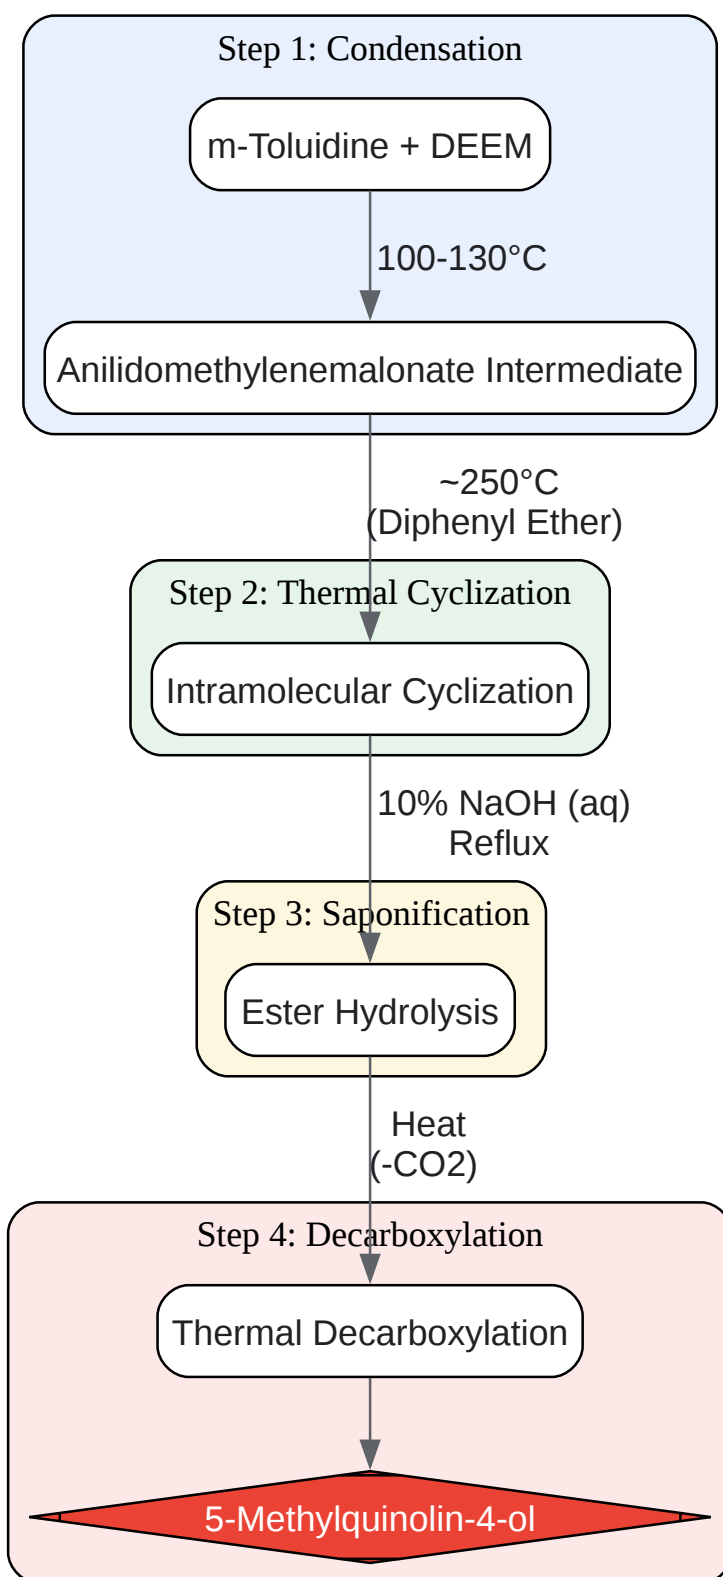 Step 1: Condensation
m-Toluidine + DEEM
100-130°C
Anilidomethylenemalonate Intermediate
~250°C
(Diphenyl Ether)
Step 2: Thermal Cyclization
Intramolecular Cyclization
10% NaOH (aq)
Reflux
Step 3: Saponification
Ester Hydrolysis
Heat
(-CO2)
Step 4: Decarboxylation
Thermal Decarboxylation
5-Methylquinolin-4-ol